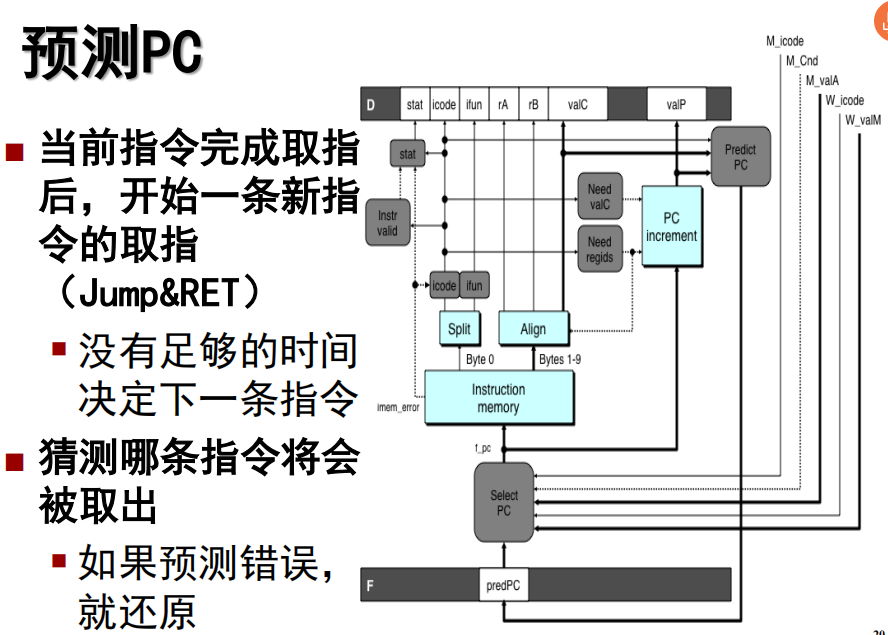 预测PC
当前指令完成取指
后，开始一条新指
令的取指
（Jump&RET）
没有足够的时间
决定下一条指令
猜测哪条指令将会
被取出
如果预测错误，
就还原
M_icode
M_Cnd
M_valA
W_icode
W_valM
D
stat
icode
ifun
rA
rB
valC
valP
stat
Predict
PC
Need
valC
Instr
valid
PC
increment
Need
regids
icode
ifun
Split
Align
Byte 0
Bytes 1-9
Instruction
memory
imem_error
f_pc
Select
PC
F
predPC